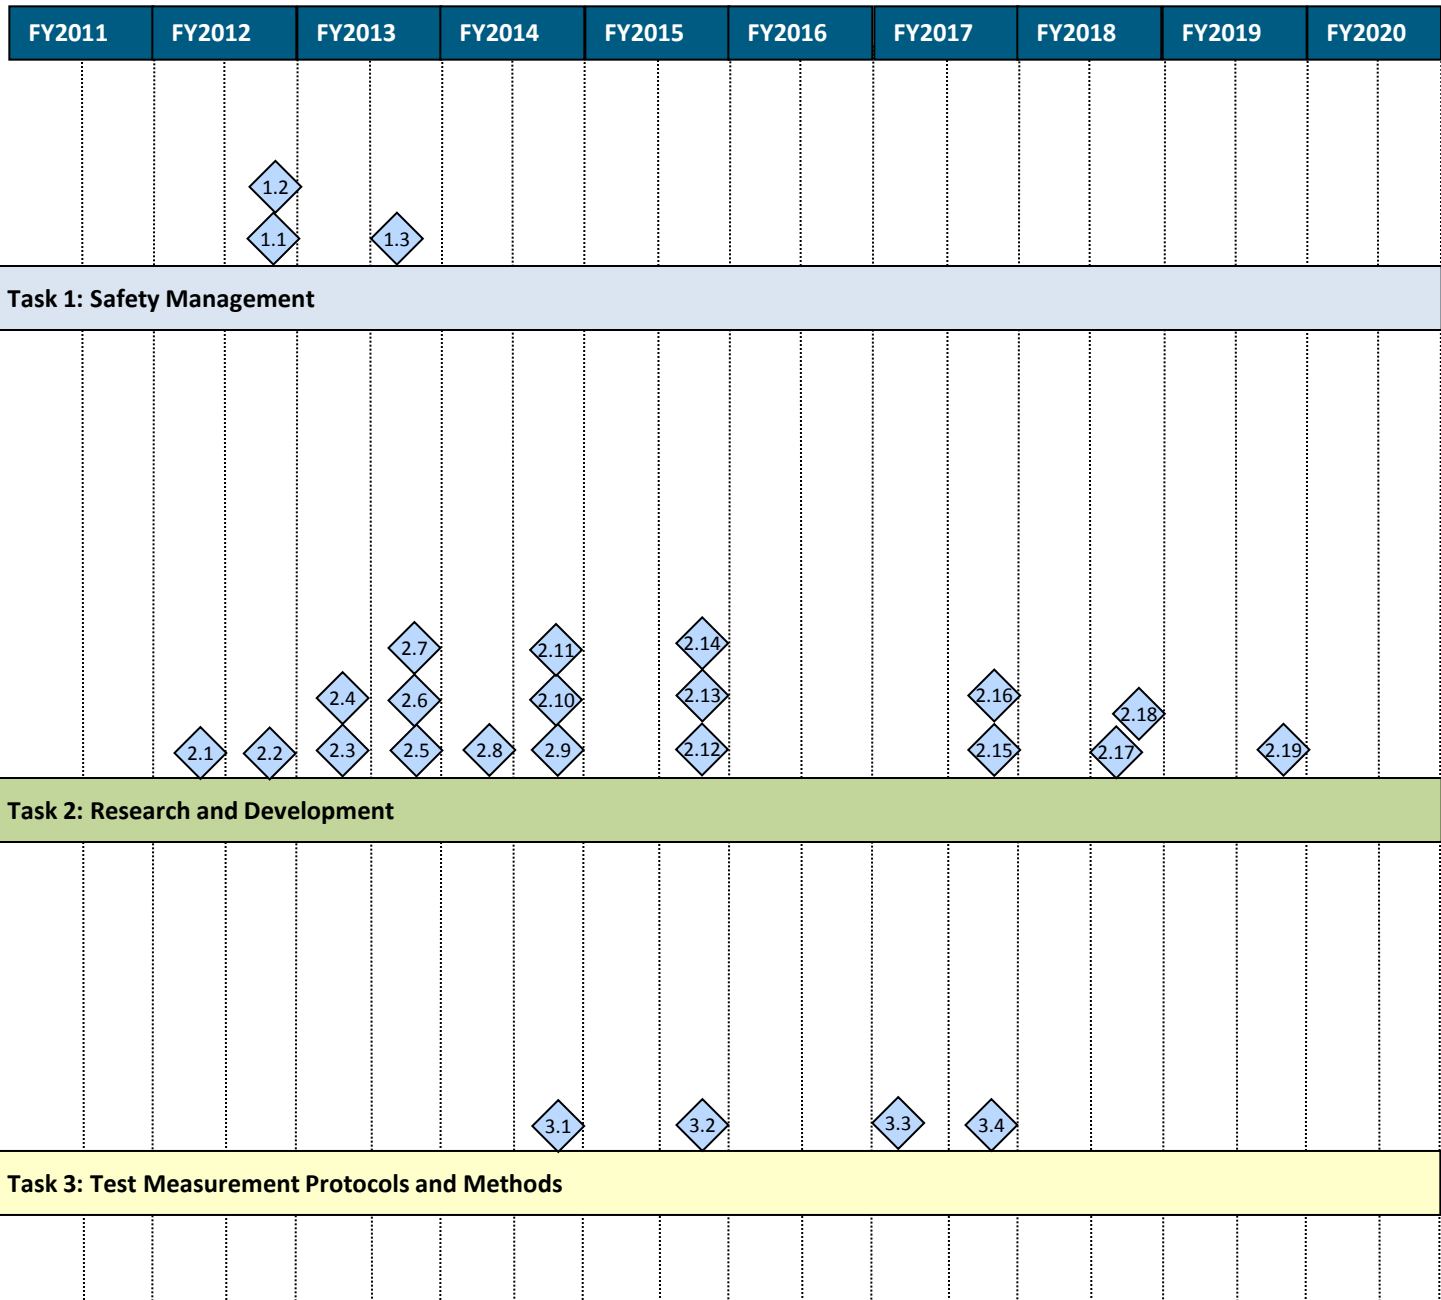 FY2011 FY2012 FY2013 FY2014 FY2015 FY2016 FY2017 FY2018 FY2019 FY2020
1.2
1.1 1.3
Task 1: Safety Management
2.14
2.7 2.11
2.4 2.6 2.10 2.13 2.16
2.18
2.1 2.2 2.3 2.5 2.8 2.9 2.12 2.15 2.17 2.19
Task 2: Research and Development
3.1 3.2 3.3 3.4
Task 3: Test Measurement Protocols and Methods